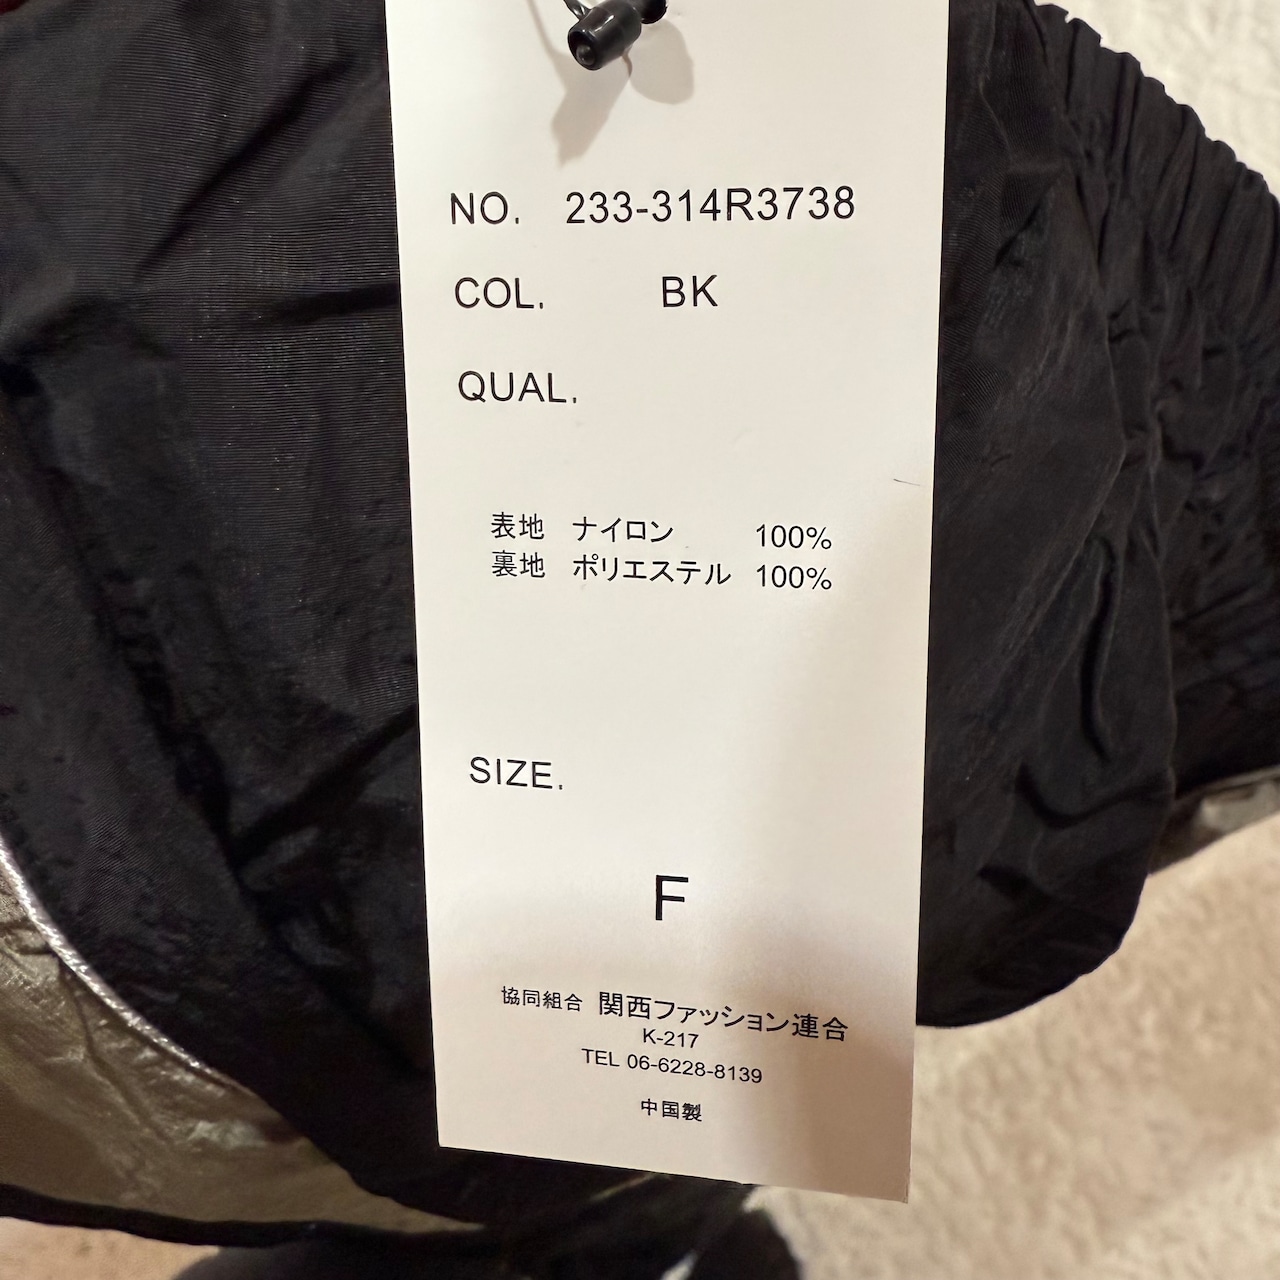 NO. 233-314R3738
COL. BK
QUAL.
表地 ナイロン 100%
裏地 ポリエステル 100%
SIZE.
F
協同組合 関西ファッション連合
K-217
TEL 06-6228-8139
中国製